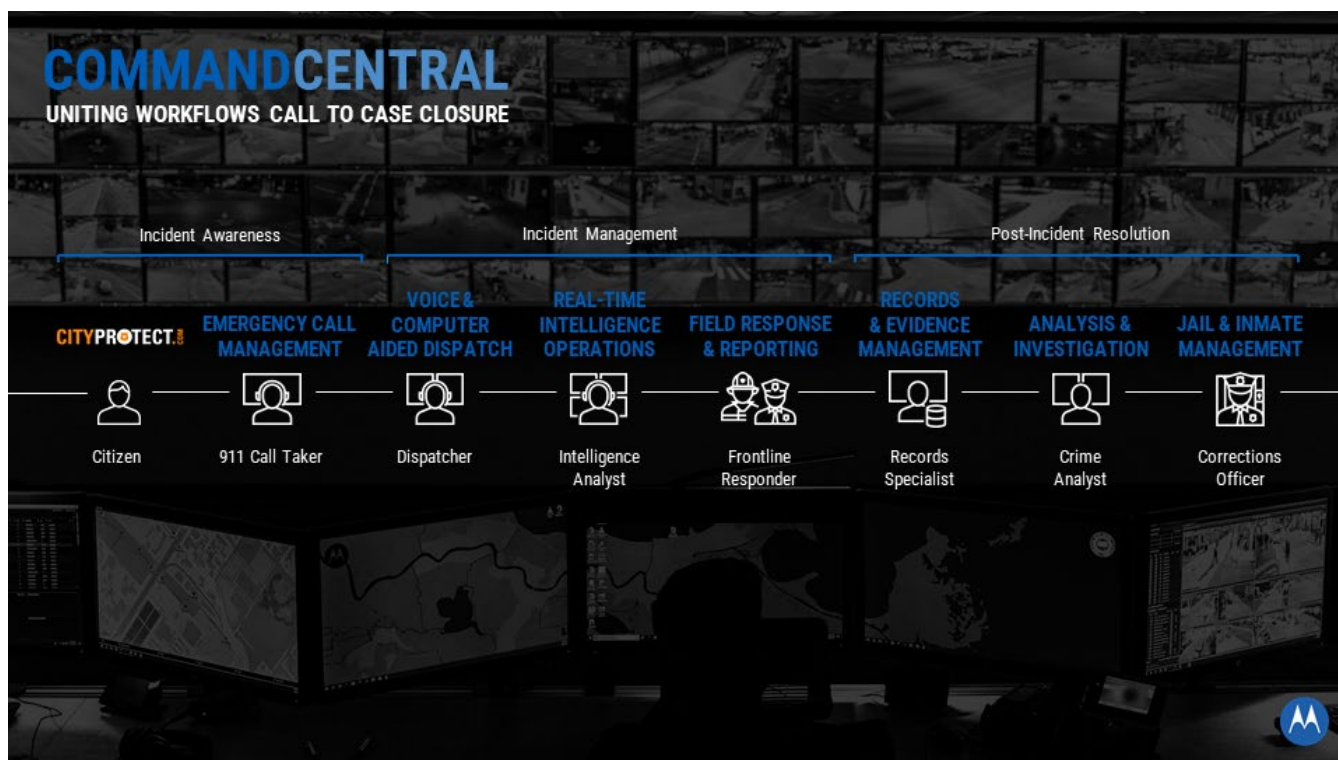 COMMANDCENTRAL
UNITING WORKFLOWS CALL TO CASE CLOSURE
Incident Awareness
Incident Management
Post-Incident Resolution
CITYPROTECT.COM
EMERGENCY CALL
MANAGEMENT
VOICE &
COMPUTER
AIDED DISPATCH
REAL-TIME
INTELLIGENCE
OPERATIONS
FIELD RESPONSE
& REPORTING
RECORDS
& EVIDENCE
MANAGEMENT
ANALYSIS &
INVESTIGATION
JAIL & INMATE
MANAGEMENT
Citizen
911 Call Taker
Dispatcher
Intelligence
Analyst
Frontline
Responder
Records
Specialist
Crime
Analyst
Corrections
Officer